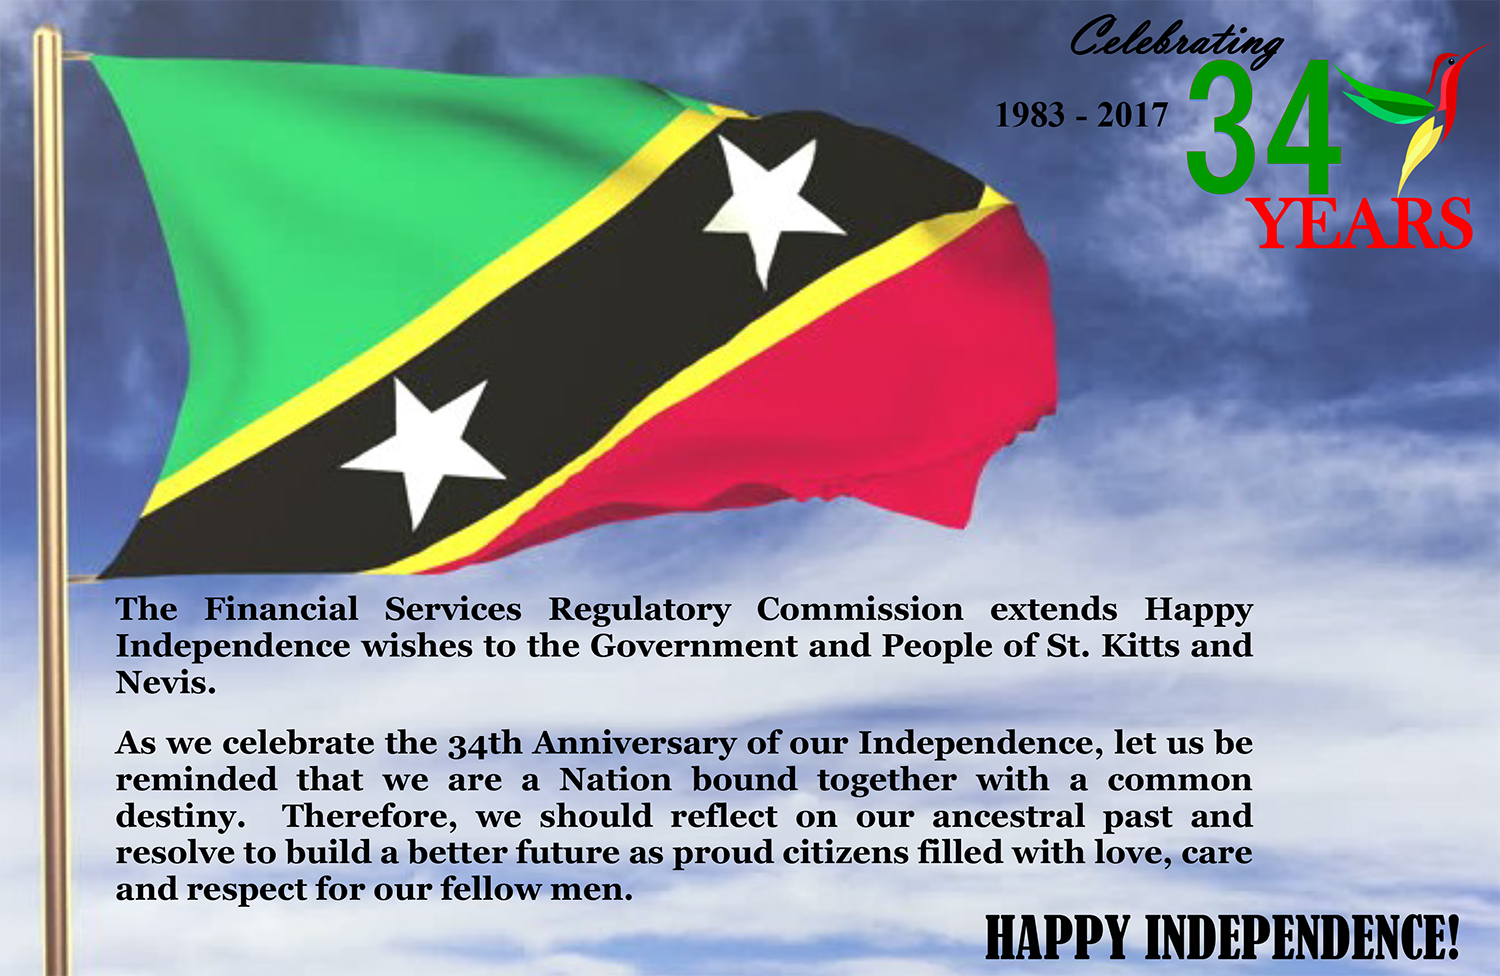 Celebrating
1983 - 2017
34
YEARS
The Financial Services Regulatory Commission extends Happy
Independence wishes to the Government and People of St. Kitts and
Nevis.
As we celebrate the 34th Anniversary of our Independence, let us be
reminded that we are a Nation bound together with a common
destiny. Therefore, we should reflect on our ancestral past and
resolve to build a better future as proud citizens filled with love, care
and respect for our fellow men.
HAPPY INDEPENDENCE!